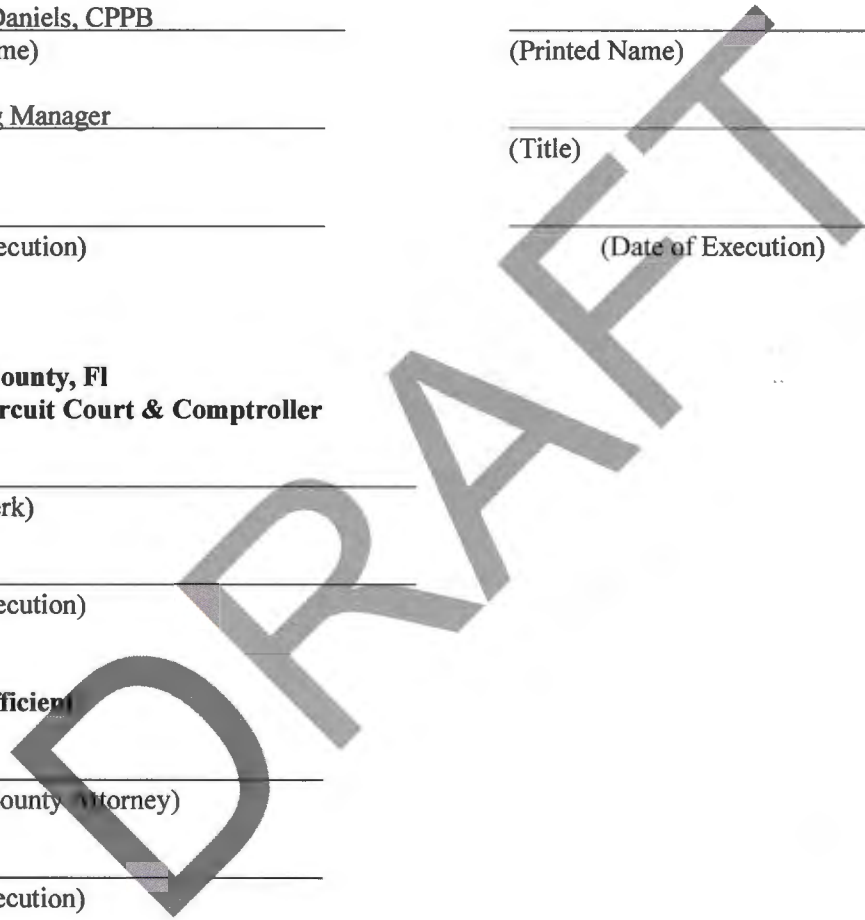 Daniels, CPPB
me) (Printed Name)
g Manager
(Title)
ecution) (Date of Execution)
ounty, Fl
rcuit Court & Comptroller
rk)
ecution)
fficient
ounty Attorney)
ecution)
DRAFT